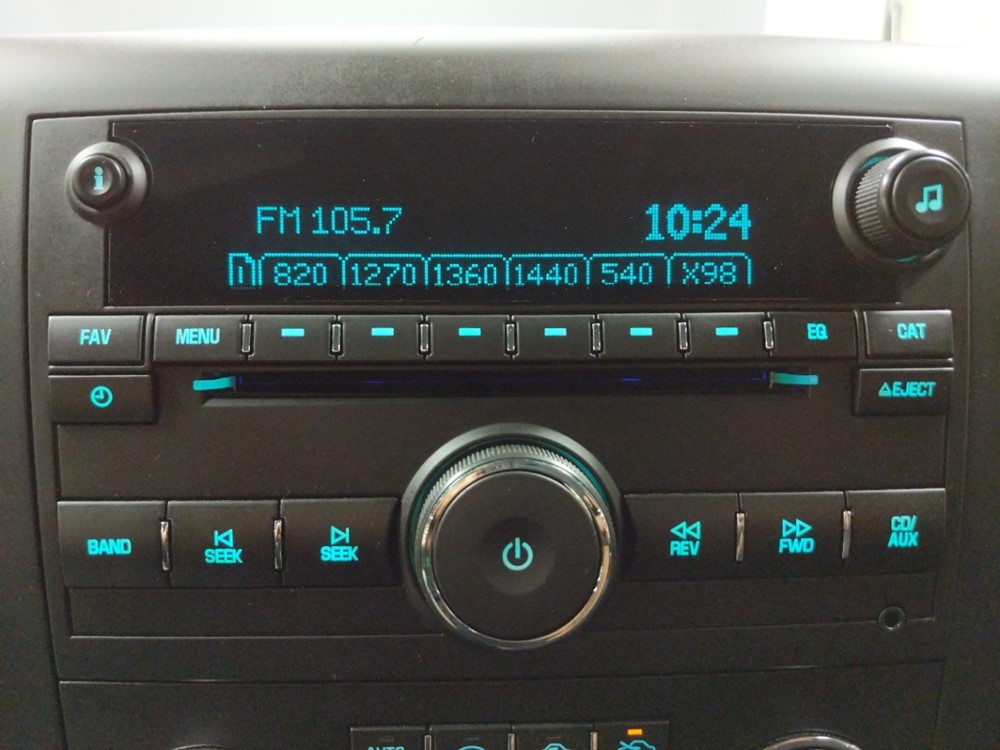 FM 105.7 10:24
820 1270 1360 1440 540 X98
FAV MENU EQ CAT
EJECT
BAND SEEK SEEK REV FWD CD/
AUX
AUTO